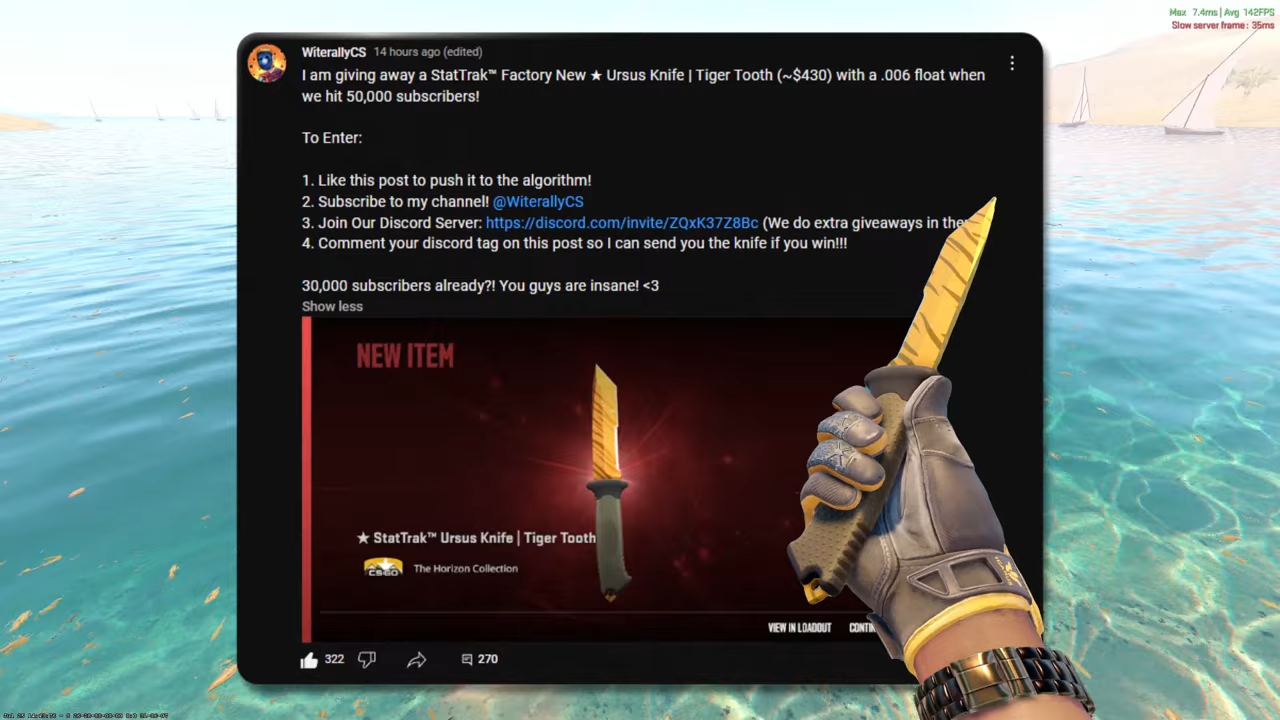 Max 7.4ms | Avg 142FPS
Slow server frame: 35ms
WiterallyCS 14 hours ago (edited)
I am giving away a StatTrak™ Factory New ★ Ursus Knife | Tiger Tooth (~$430) with a .006 float when
we hit 50,000 subscribers!
To Enter:
1. Like this post to push it to the algorithm!
2. Subscribe to my channel! @WiterallyCS
3. Join Our Discord Server: https://discord.com/invite/ZQxK37Z8Bc (We do extra giveaways in the
4. Comment your discord tag on this post so I can send you the knife if you win!!!
30,000 subscribers already?! You guys are insane! <3
Show less
NEW ITEM
★ StatTrak™ Ursus Knife | Tiger Tooth
CS:GO
The Horizon Collection
VIEW IN LOADOUT CONTIN
322 270